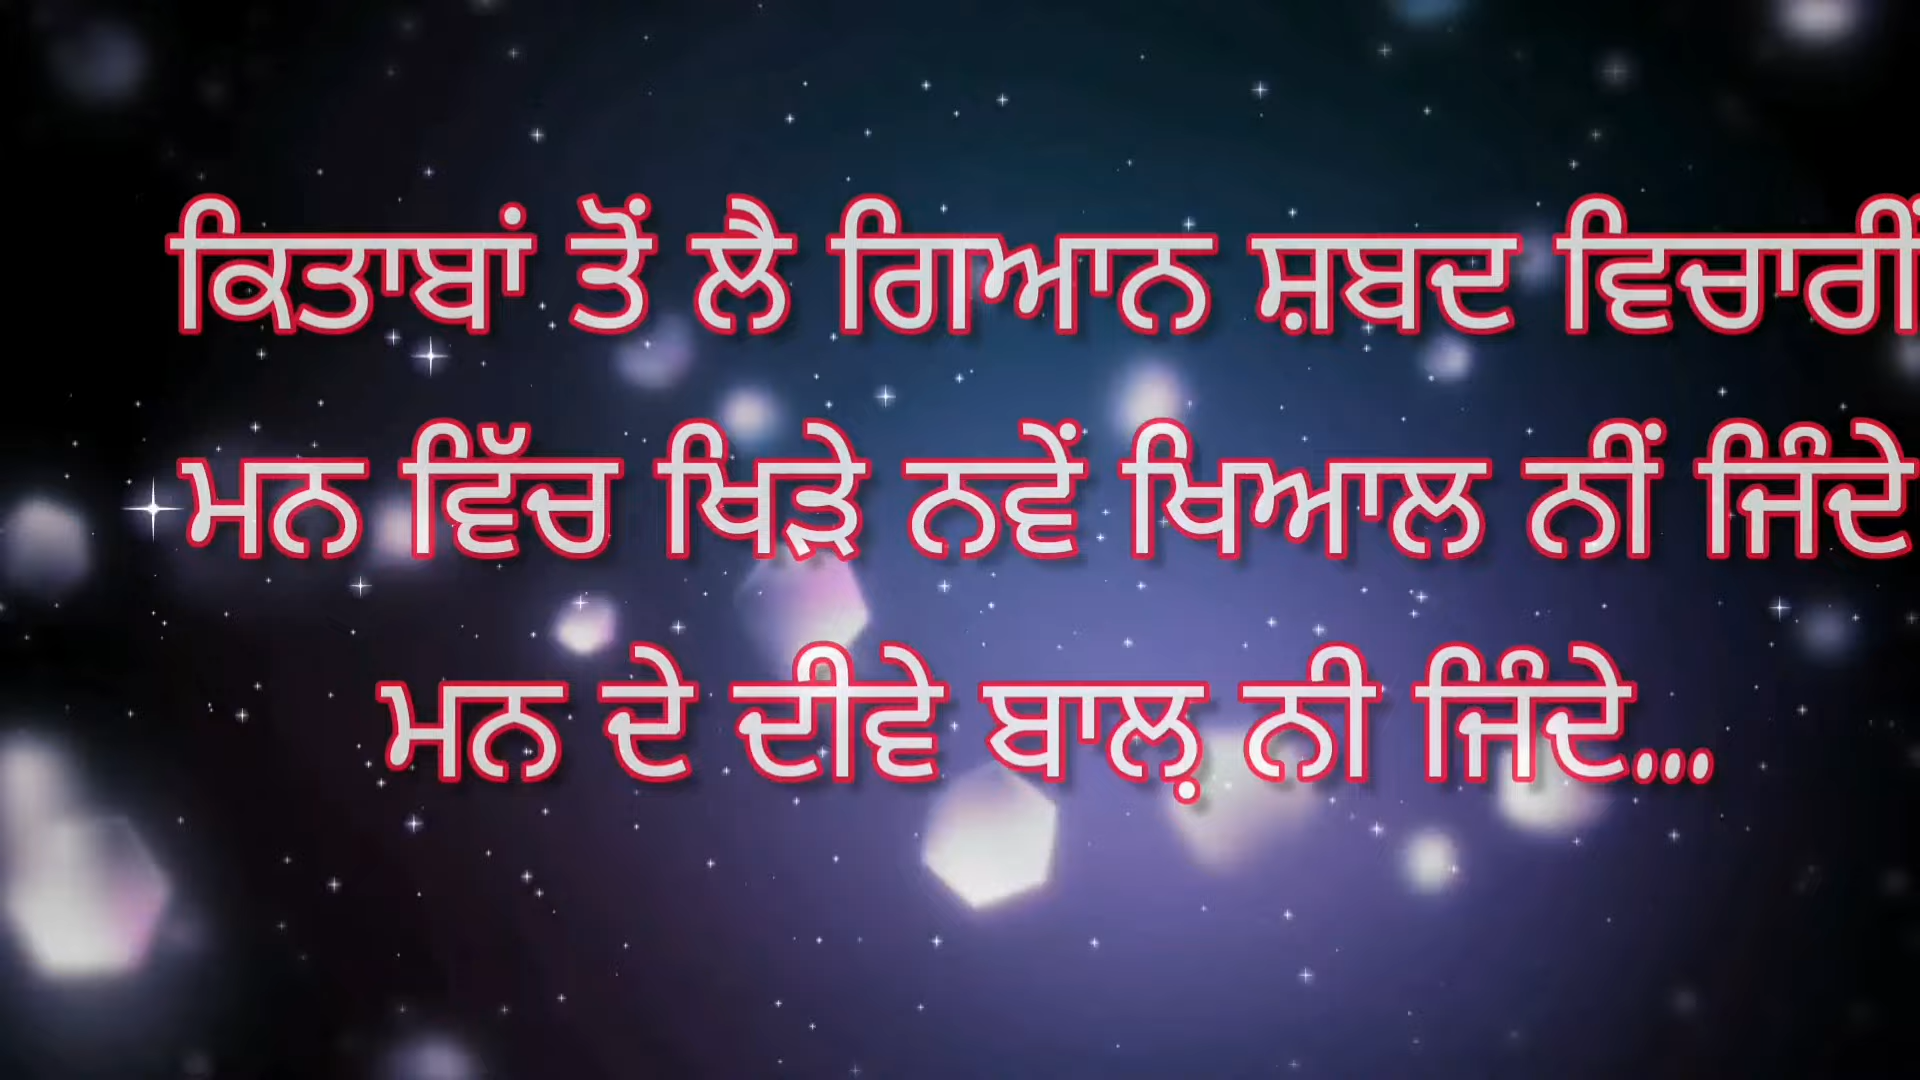 ਕਿਤਾਬਾਂ ਤੋਂ ਲੈ ਗਿਆਨ ਸ਼ਬਦ ਵਿਚਾਰੀਂ
ਮਨ ਵਿੱਚ ਖਿੜੇ ਨਵੇਂ ਖਿਆਲ ਨੀਂ ਜਿੰਦੇ
ਮਨ ਦੇ ਦੀਵੇ ਬਾਲ਼ ਨੀ ਜਿੰਦੇ...